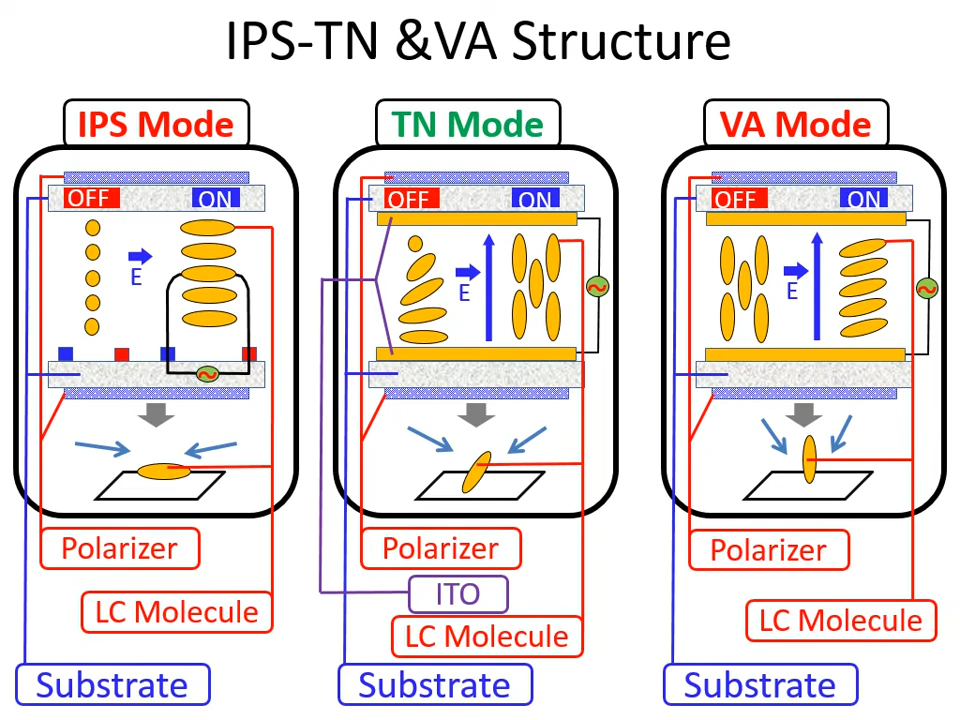 IPS-TN &VA Structure
IPS Mode
TN Mode
VA Mode
OFF
ON
OFF
ON
OFF
ON
E
E
E
Polarizer
Polarizer
Polarizer
ITO
LC Molecule
LC Molecule
LC Molecule
Substrate
Substrate
Substrate